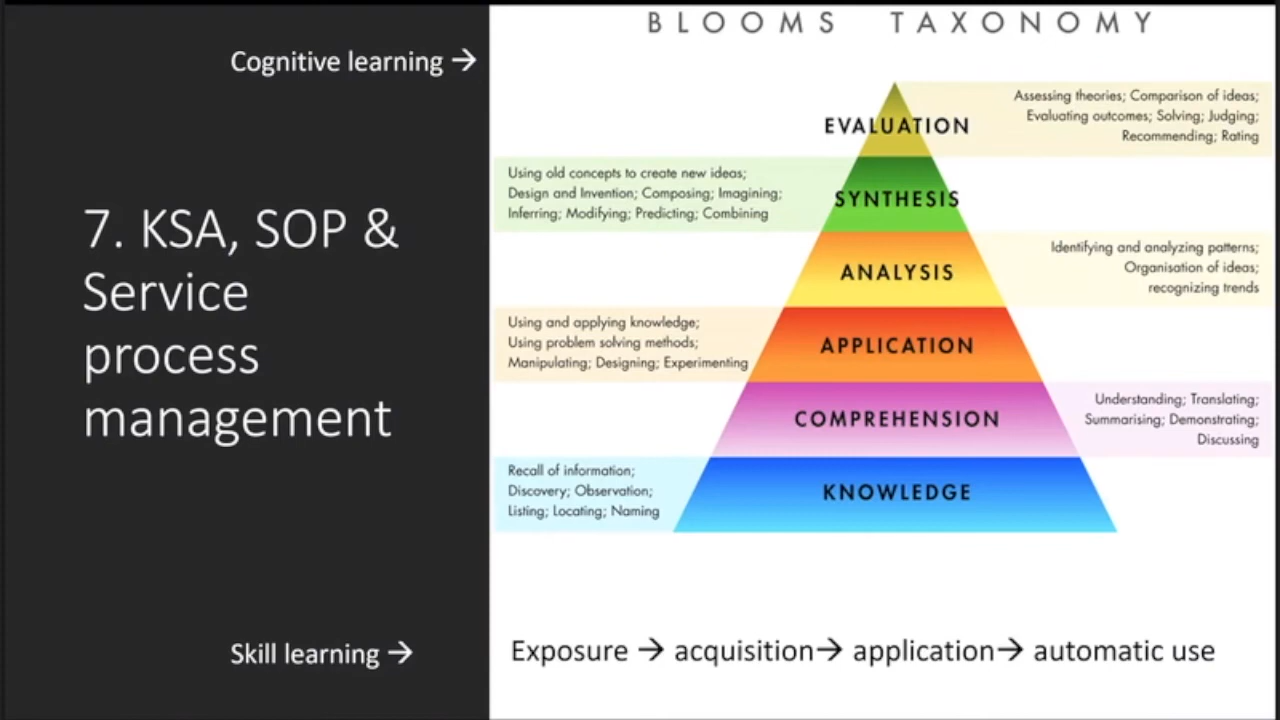 Cognitive learning →
7. KSA, SOP &
Service
process
management
Skill learning →
BLOOMS TAXONOMY
EVALUATION
Assessing theories; Comparison of ideas;
Evaluating outcomes; Solving; Judging;
Recommending; Rating
Using old concepts to create new ideas;
Design and Invention; Composing; Imagining;
Inferring; Modifying; Predicting; Combining
SYNTHESIS
ANALYSIS
Identifying and analyzing patterns;
Organisation of ideas;
recognizing trends
Using and applying knowledge;
Using problem solving methods;
Manipulating; Designing; Experimenting
APPLICATION
COMPREHENSION
Understanding; Translating;
Summarising; Demonstrating;
Discussing
Recall of information;
Discovery; Observation;
Listing; Locating; Naming
KNOWLEDGE
Exposure → acquisition→ application→ automatic use